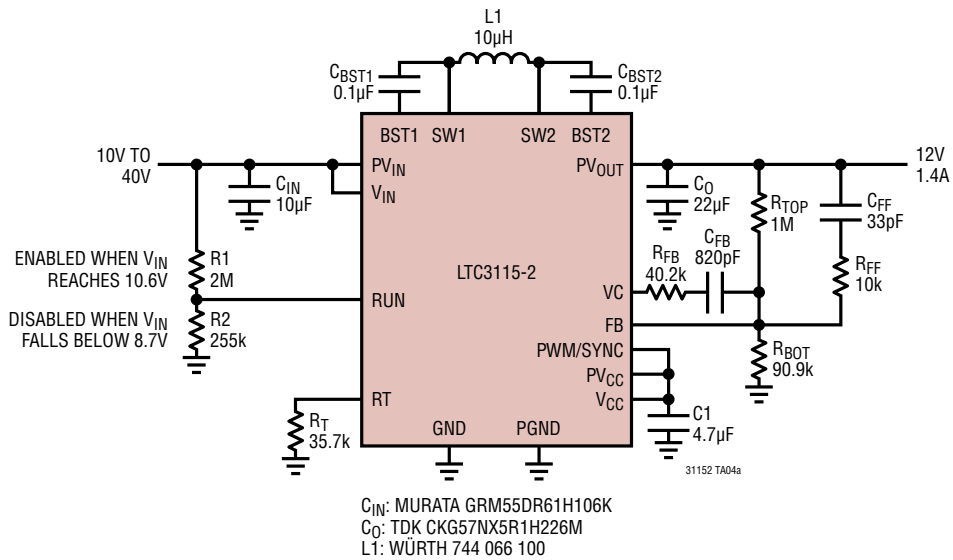 L1
10µH
CBST1
0.1µF
CBST2
0.1µF
BST1 SW1 SW2 BST2
10V TO
40V
PVIN
VIN
CIN
10µF
PVOUT
12V
1.4A
CO
22µF
RTOP
1M
CFF
33pF
RFF
10k
RFB
40.2k
CFB
820pF
ENABLED WHEN VIN
REACHES 10.6V
R1
2M
LTC3115-2
RUN
VC
FB
DISABLED WHEN VIN
FALLS BELOW 8.7V
R2
255k
PWM/SYNC
PVCC
VCC
RBOT
90.9k
RT
RT
35.7k
GND PGND
C1
4.7µF
31152 TA04a
CIN: MURATA GRM55DR61H106K
CO: TDK CKG57NX5R1H226M
L1: WÜRTH 744 066 100